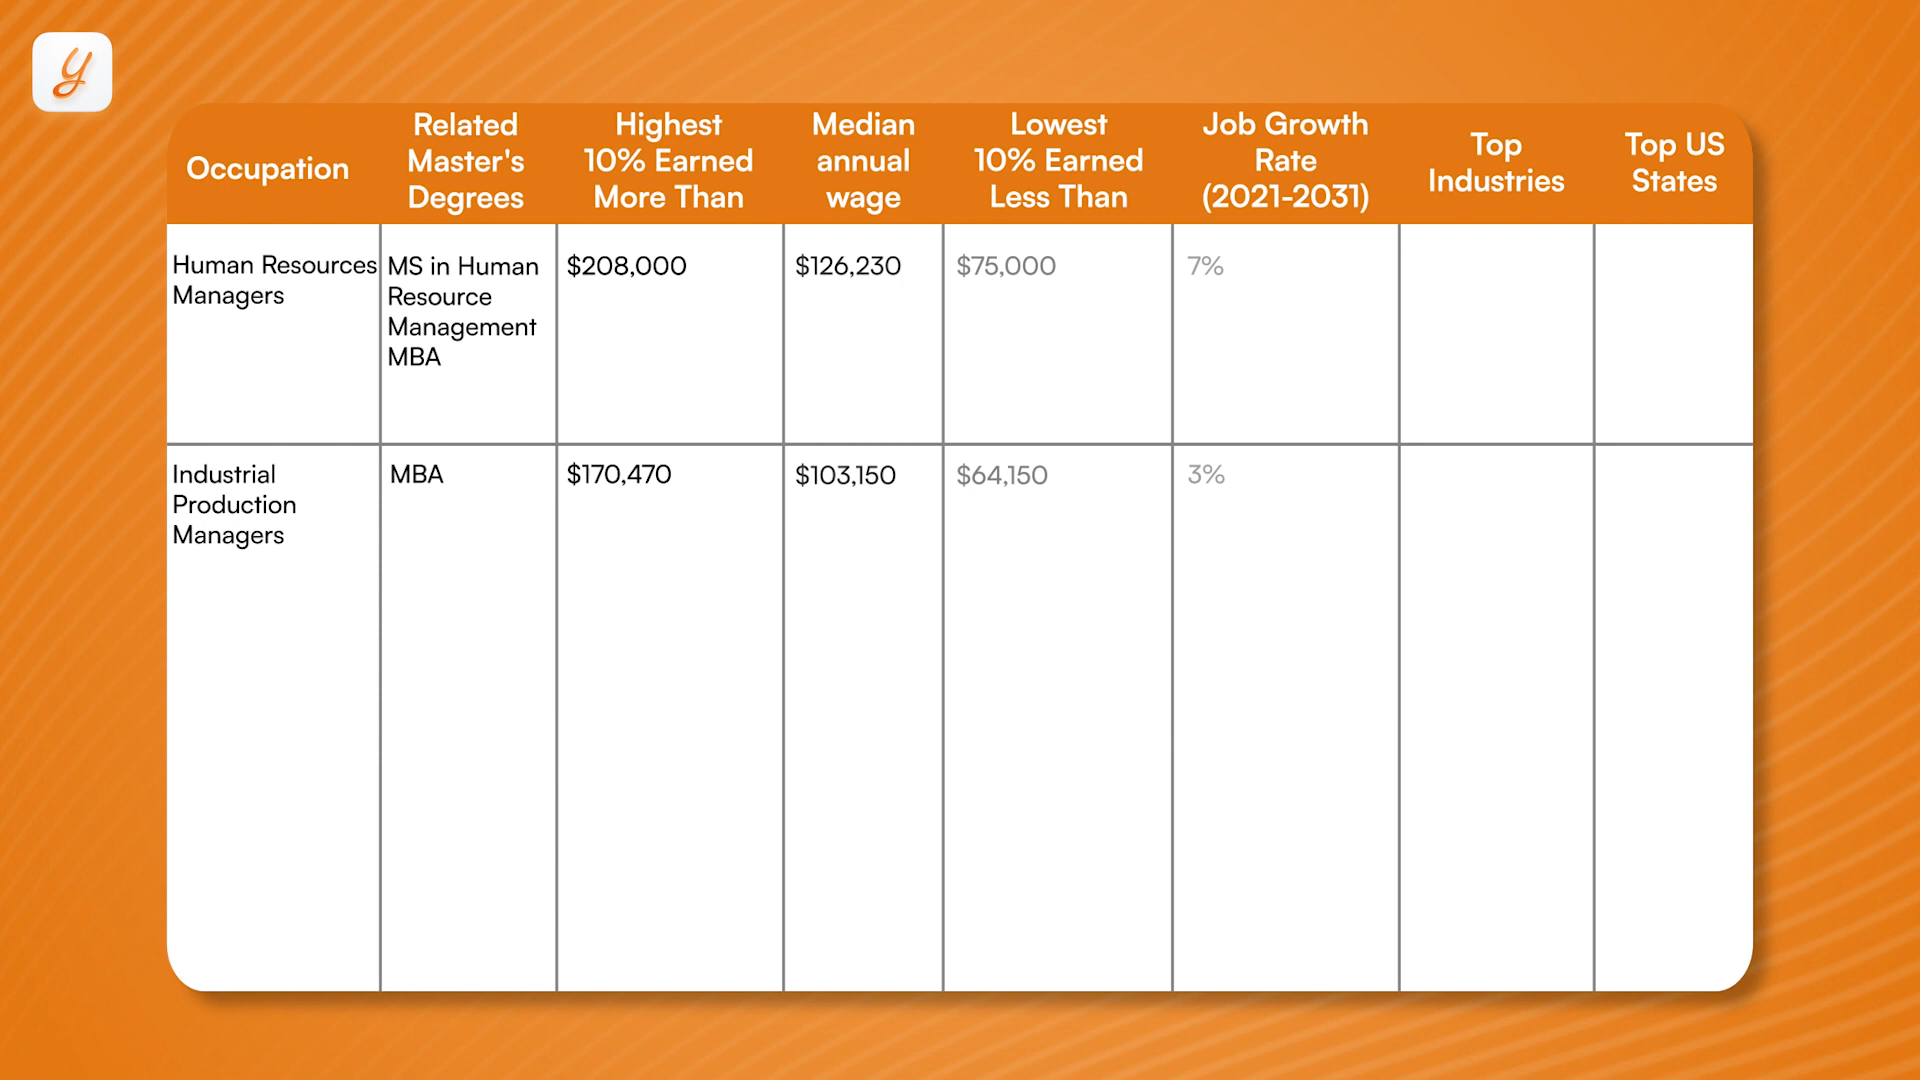 y
Occupation
Related
Master's
Degrees
Highest
10% Earned
More Than
Median
annual
wage
Lowest
10% Earned
Less Than
Job Growth
Rate
(2021-2031)
Top
Industries
Top US
States
Human Resources
Managers
MS in Human
Resource
Management
MBA
$208,000
$126,230
$75,000
7%
Industrial
Production
Managers
MBA
$170,470
$103,150
$64,150
3%